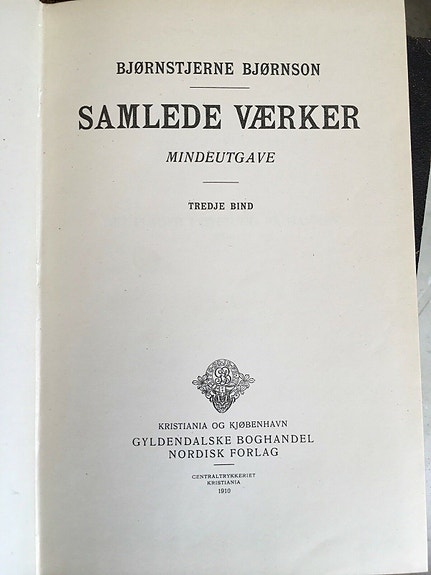 BJØRNSTJERNE BJØRNSON
SAMLEDE VÆRKER
MINDEUTGAVE
TREDJE BIND
KRISTIANIA OG KJØBENHAVN
GYLDENDALSKE BOGHANDEL
NORDISK FORLAG
CENTRALTRYKKERIET
KRISTIANIA
1910